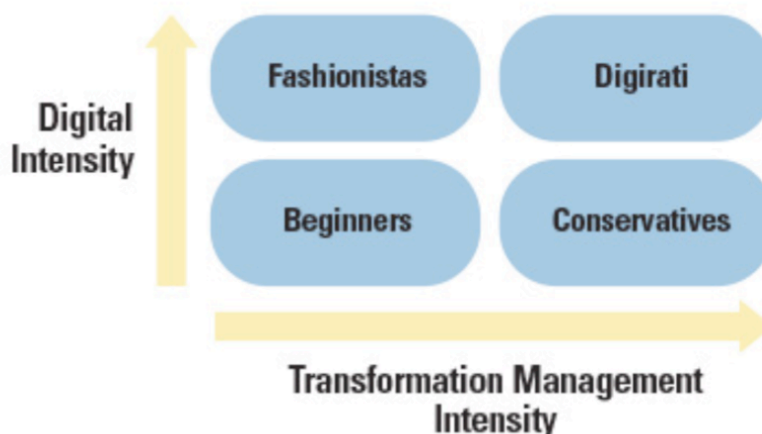 Fashionistas
Digirati
Digital
Intensity
Beginners
Conservatives
Transformation Management
Intensity